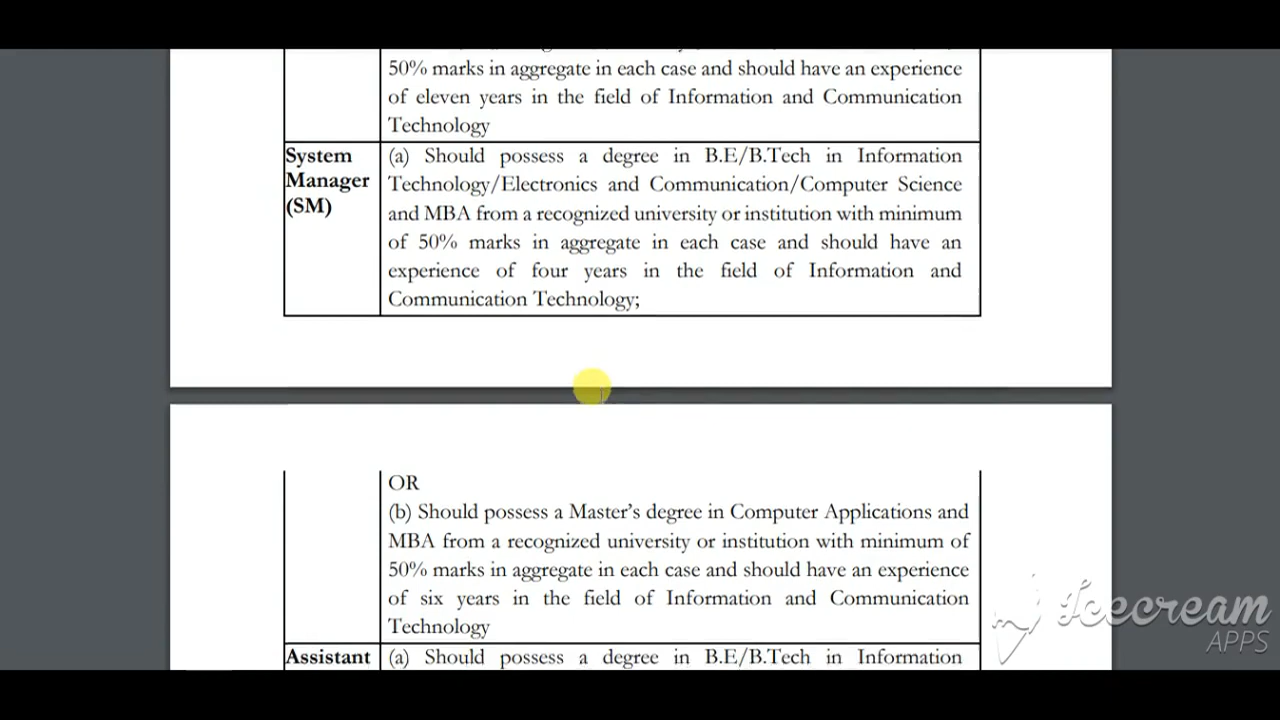 50% marks in aggregate in each case and should have an experience
of eleven years in the field of Information and Communication
Technology
System
Manager
(SM)
(a) Should possess a degree in B.E/B.Tech in Information
Technology/Electronics and Communication/Computer Science
and MBA from a recognized university or institution with minimum
of 50% marks in aggregate in each case and should have an
experience of four years in the field of Information and
Communication Technology;
OR
(b) Should possess a Master's degree in Computer Applications and
MBA from a recognized university or institution with minimum of
50% marks in aggregate in each case and should have an experience
of six years in the field of Information and Communication
Technology
Assistant
(a) Should possess a degree in B.E/B.Tech in Information
Icecream
APPS